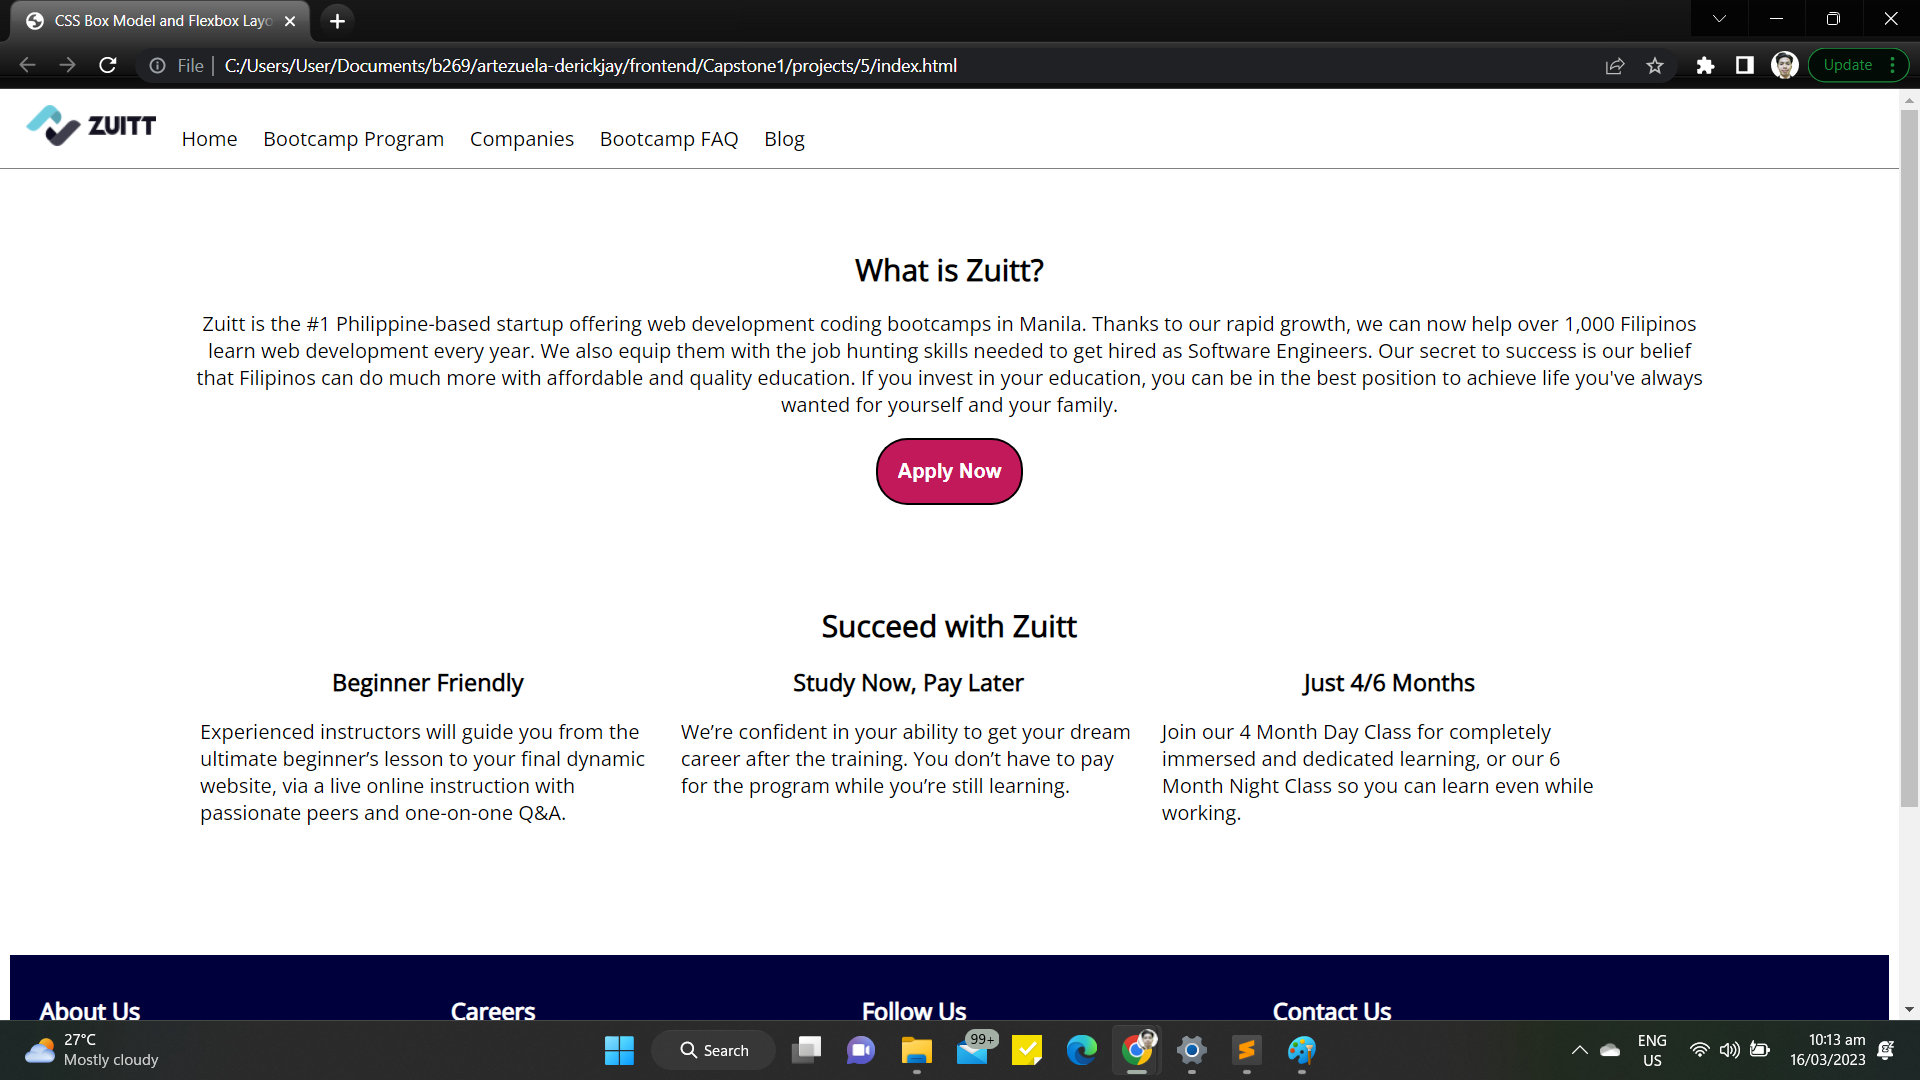 CSS Box Model and Flexbox Layo
File
C:/Users/User/Documents/b269/artezuela-derickjay/frontend/Capstone1/projects/5/index.html
Update
ZUITT
Home
Bootcamp Program
Companies
Bootcamp FAQ
Blog
What is Zuitt?
Zuitt is the #1 Philippine-based startup offering web development coding bootcamps in Manila. Thanks to our rapid growth, we can now help over 1,000 Filipinos
learn web development every year. We also equip them with the job hunting skills needed to get hired as Software Engineers. Our secret to success is our belief
that Filipinos can do much more with affordable and quality education. If you invest in your education, you can be in the best position to achieve life you've always
wanted for yourself and your family.
Apply Now
Succeed with Zuitt
Beginner Friendly
Experienced instructors will guide you from the
ultimate beginner’s lesson to your final dynamic
website, via a live online instruction with
passionate peers and one-on-one Q&A.
Study Now, Pay Later
We’re confident in your ability to get your dream
career after the training. You don’t have to pay
for the program while you’re still learning.
Just 4/6 Months
Join our 4 Month Day Class for completely
immersed and dedicated learning, or our 6
Month Night Class so you can learn even while
working.
About Us
Careers
Follow Us
Contact Us
27°C
Mostly cloudy
Search
99+
ENG
US
10:13 am
16/03/2023